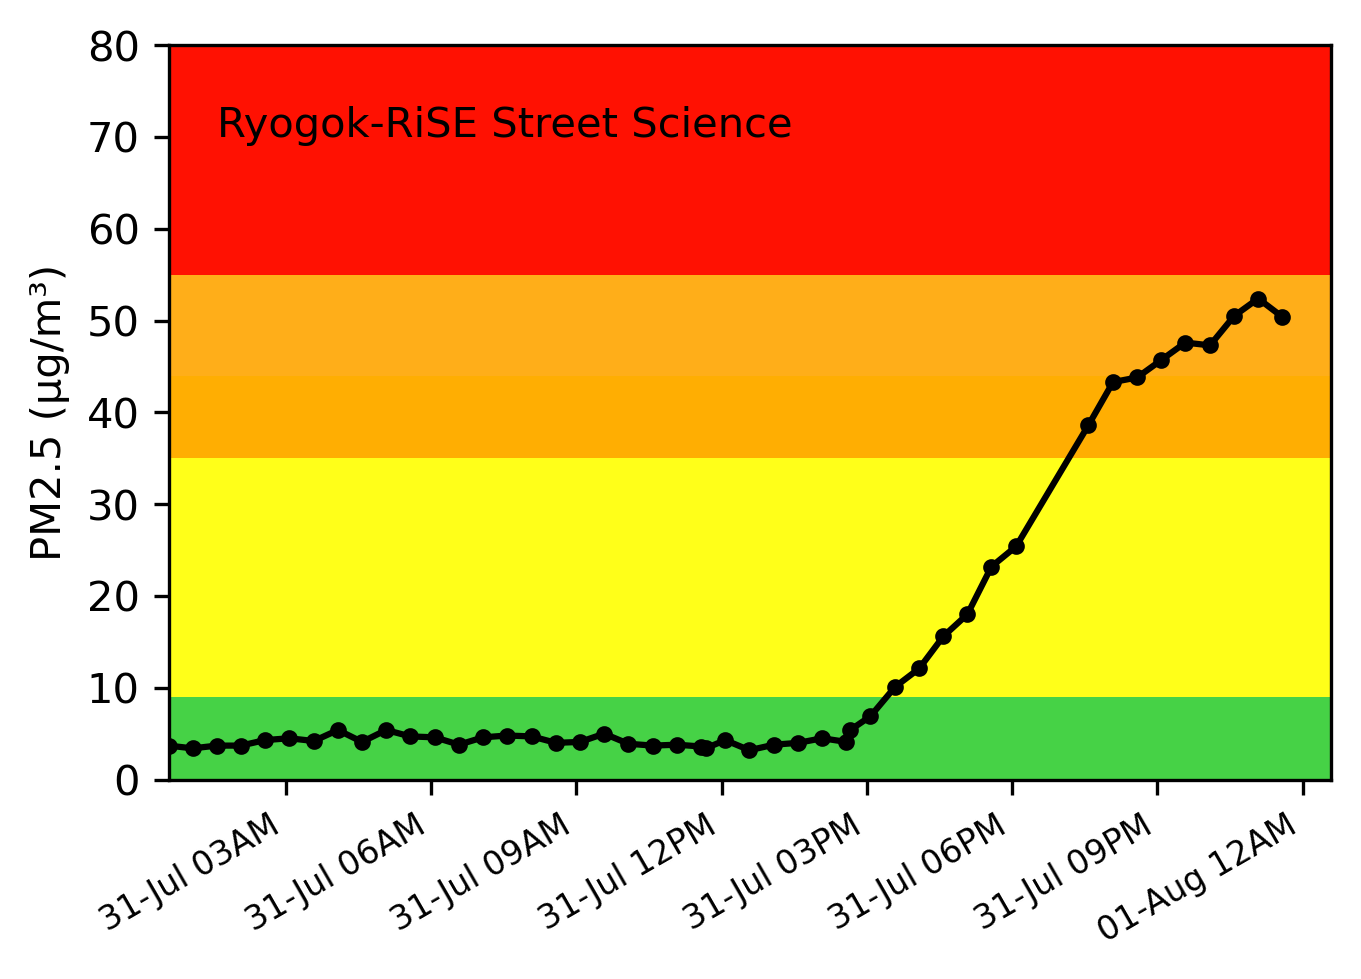 80
70
60
50
40
30
20
10
0
PM2.5 (µg/m³)
Ryogok-RiSE Street Science
31-Jul 03AM
31-Jul 06AM
31-Jul 09AM
31-Jul 12PM
31-Jul 03PM
31-Jul 06PM
31-Jul 09PM
01-Aug 12AM